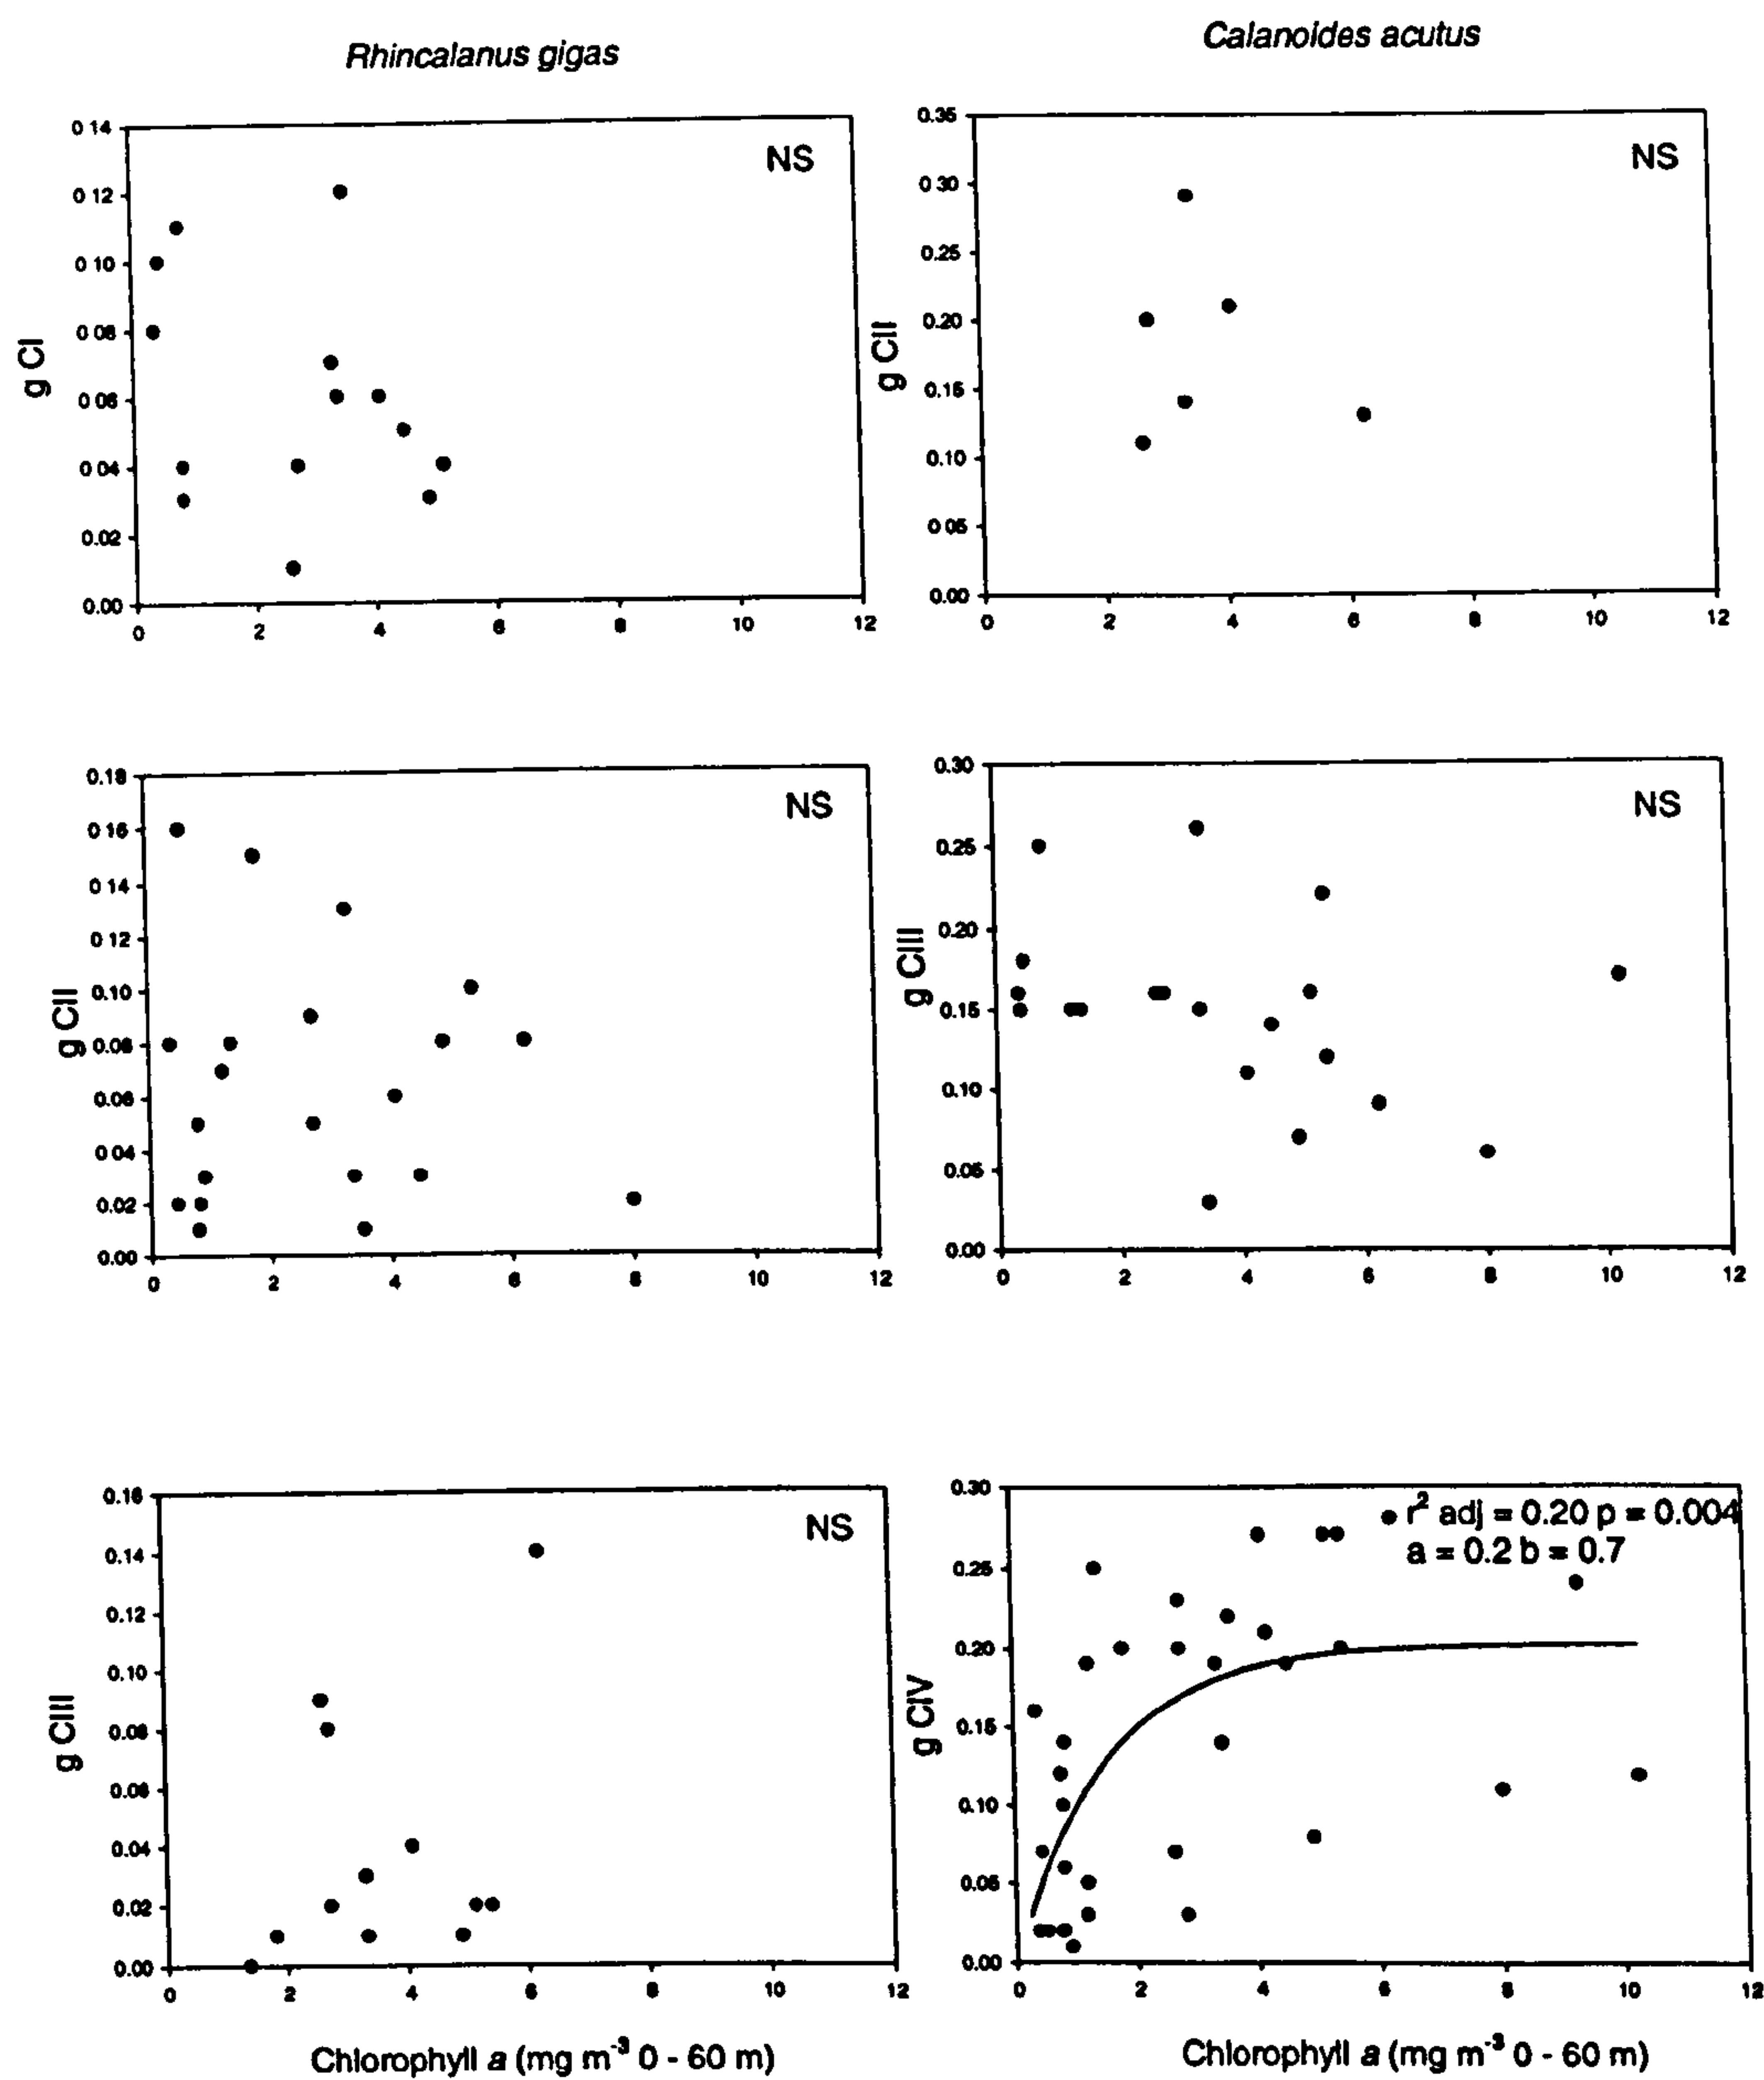 Rhincalanus gigas
Calanoides acutus
NS
g CI
0 14
0 12
0 10
0 08
0 06
0 04
0.02
0.00
0 2 4 6 8 10 12
NS
g CII
0.35
0 30
0.25
0.20
0.15
0.10
0 05
0.00
0 2 4 6 8 10 12
NS
g CII
0.18
0 16
0 14
0 12
0.10
0.08
0.06
0 04
0.02
0.00
0 2 4 6 8 10 12
NS
g CIII
0.30
0.25
0.20
0.15
0.10
0.05
0.00
0 2 4 6 8 10 12
NS
g CIII
0.16
0.14
0.12
0.10
0.08
0.06
0.04
0.02
0.00
0 2 4 6 8 10 12
Chlorophyll a (mg m⁻³ 0 - 60 m)
r² adj = 0.20 p = 0.004
a = 0.2 b = 0.7
g CIV
0.30
0.25
0.20
0.15
0.10
0.05
0.00
0 2 4 6 8 10 12
Chlorophyll a (mg m⁻³ 0 - 60 m)